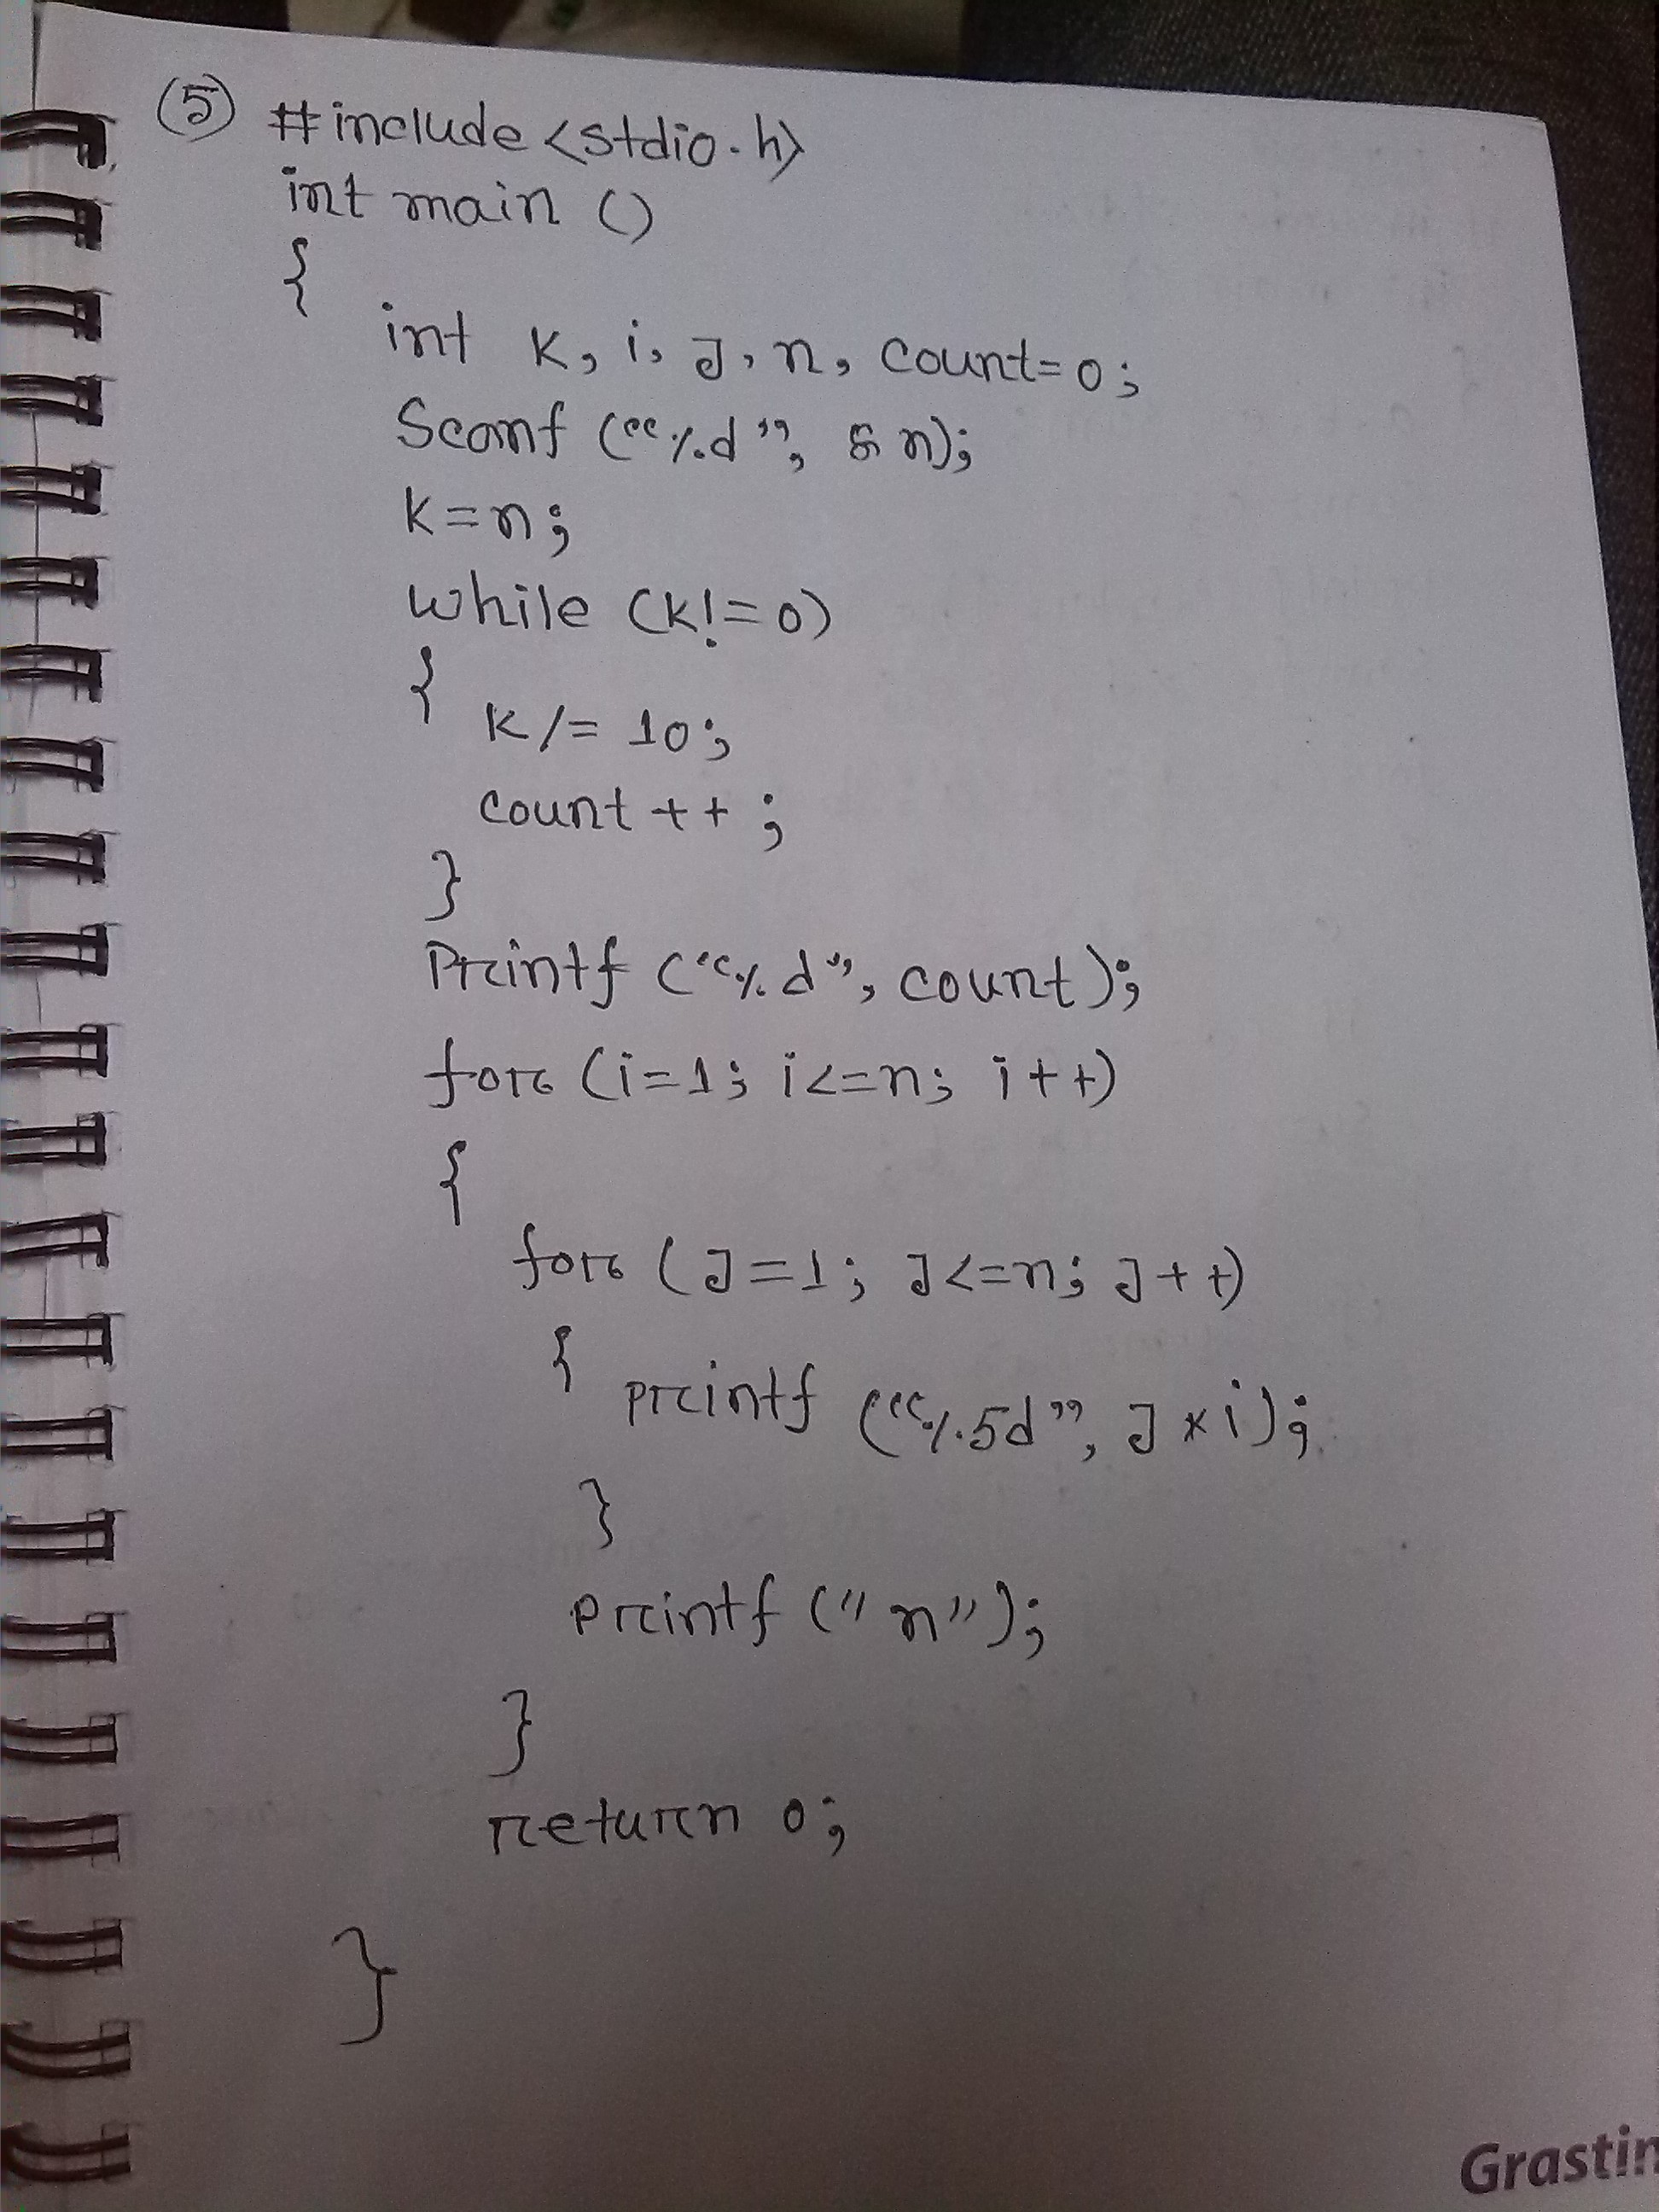 (5) #include <stdio.h>
int main ()
{
int k, i, J, n, count=0;
Scanf ("%d", & n);
k=n;
while (k!=0)
{
k /= 10;
count ++ ;
}
Printf ("%d", count);
for (i=1; i<=n; i++)
{
for (J=1; J<=n; J++)
{ printf ("%5d", J * i);
}
printf ("n");
}
return 0;
}
Grastin